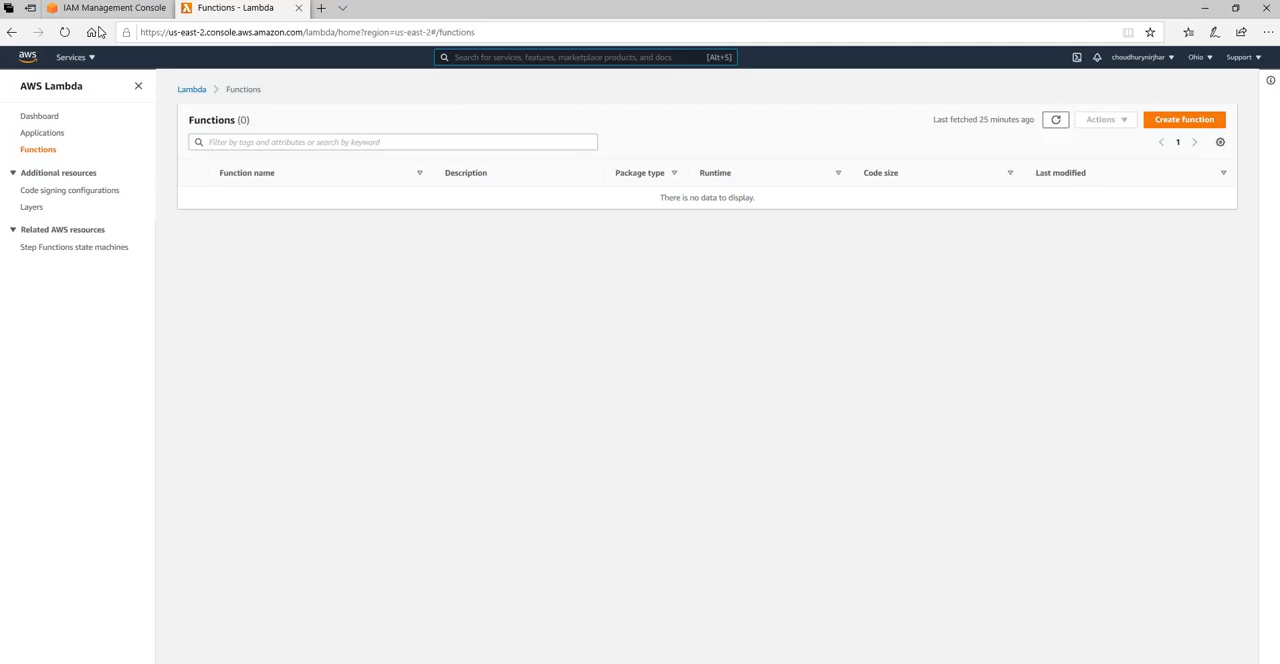 IAM Management Console
Functions - Lambda
https://us-east-2.console.aws.amazon.com/lambda/home?region=us-east-2#/functions
aws Services Search for services, features, marketplace products, and docs [Alt+S] choudhurynirjhar Ohio Support
AWS Lambda
Dashboard
Applications
Functions
Additional resources
Code signing configurations
Layers
Related AWS resources
Step Functions state machines
Lambda Functions
Functions (0) Last fetched 25 minutes ago Actions Create function
Filter by tags and attributes or search by keyword 1
Function name Description Package type Runtime Code size Last modified
There is no data to display.